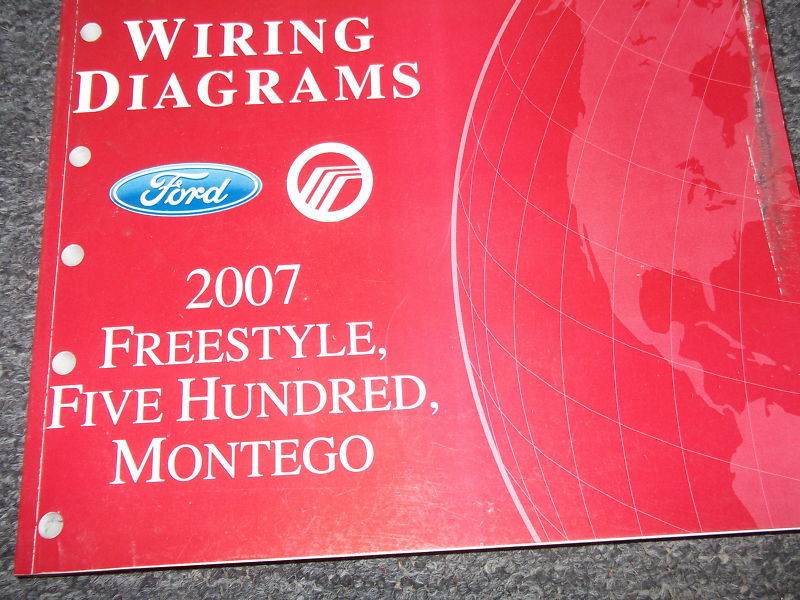 WIRING
DIAGRAMS
Ford
2007
FREESTYLE,
FIVE HUNDRED,
MONTEGO